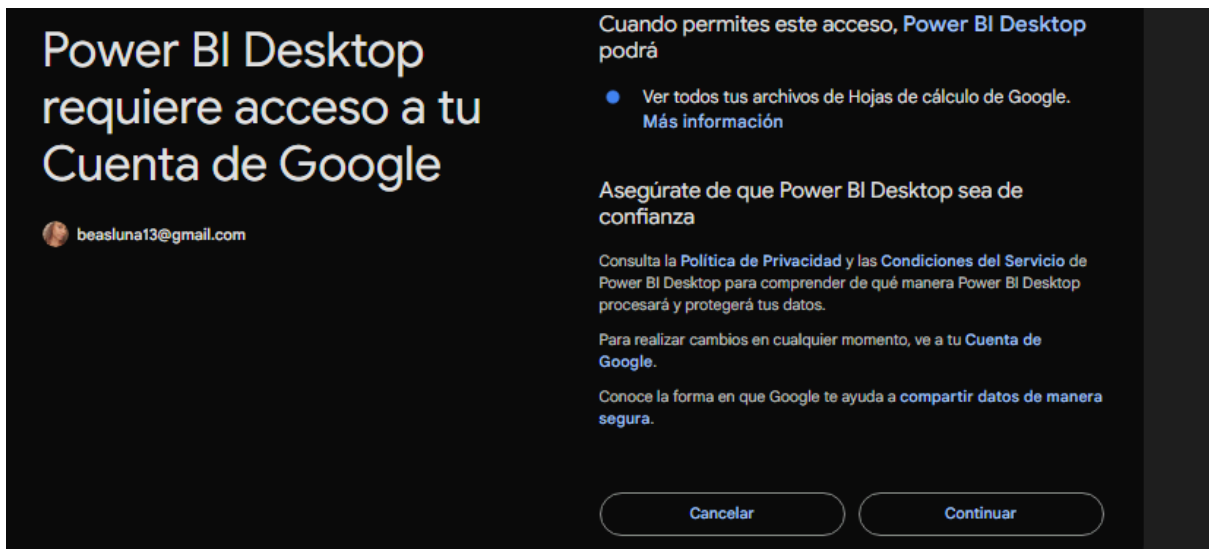 Power BI Desktop
requiere acceso a tu
Cuenta de Google
beasluna13@gmail.com
Cuando permites este acceso, Power BI Desktop
podrá
Ver todos tus archivos de Hojas de cálculo de Google.
Más información
Asegúrate de que Power BI Desktop sea de
confianza
Consulta la Política de Privacidad y las Condiciones del Servicio de
Power BI Desktop para comprender de qué manera Power BI Desktop
procesará y protegerá tus datos.
Para realizar cambios en cualquier momento, ve a tu Cuenta de
Google.
Conoce la forma en que Google te ayuda a compartir datos de manera
segura.
Cancelar
Continuar